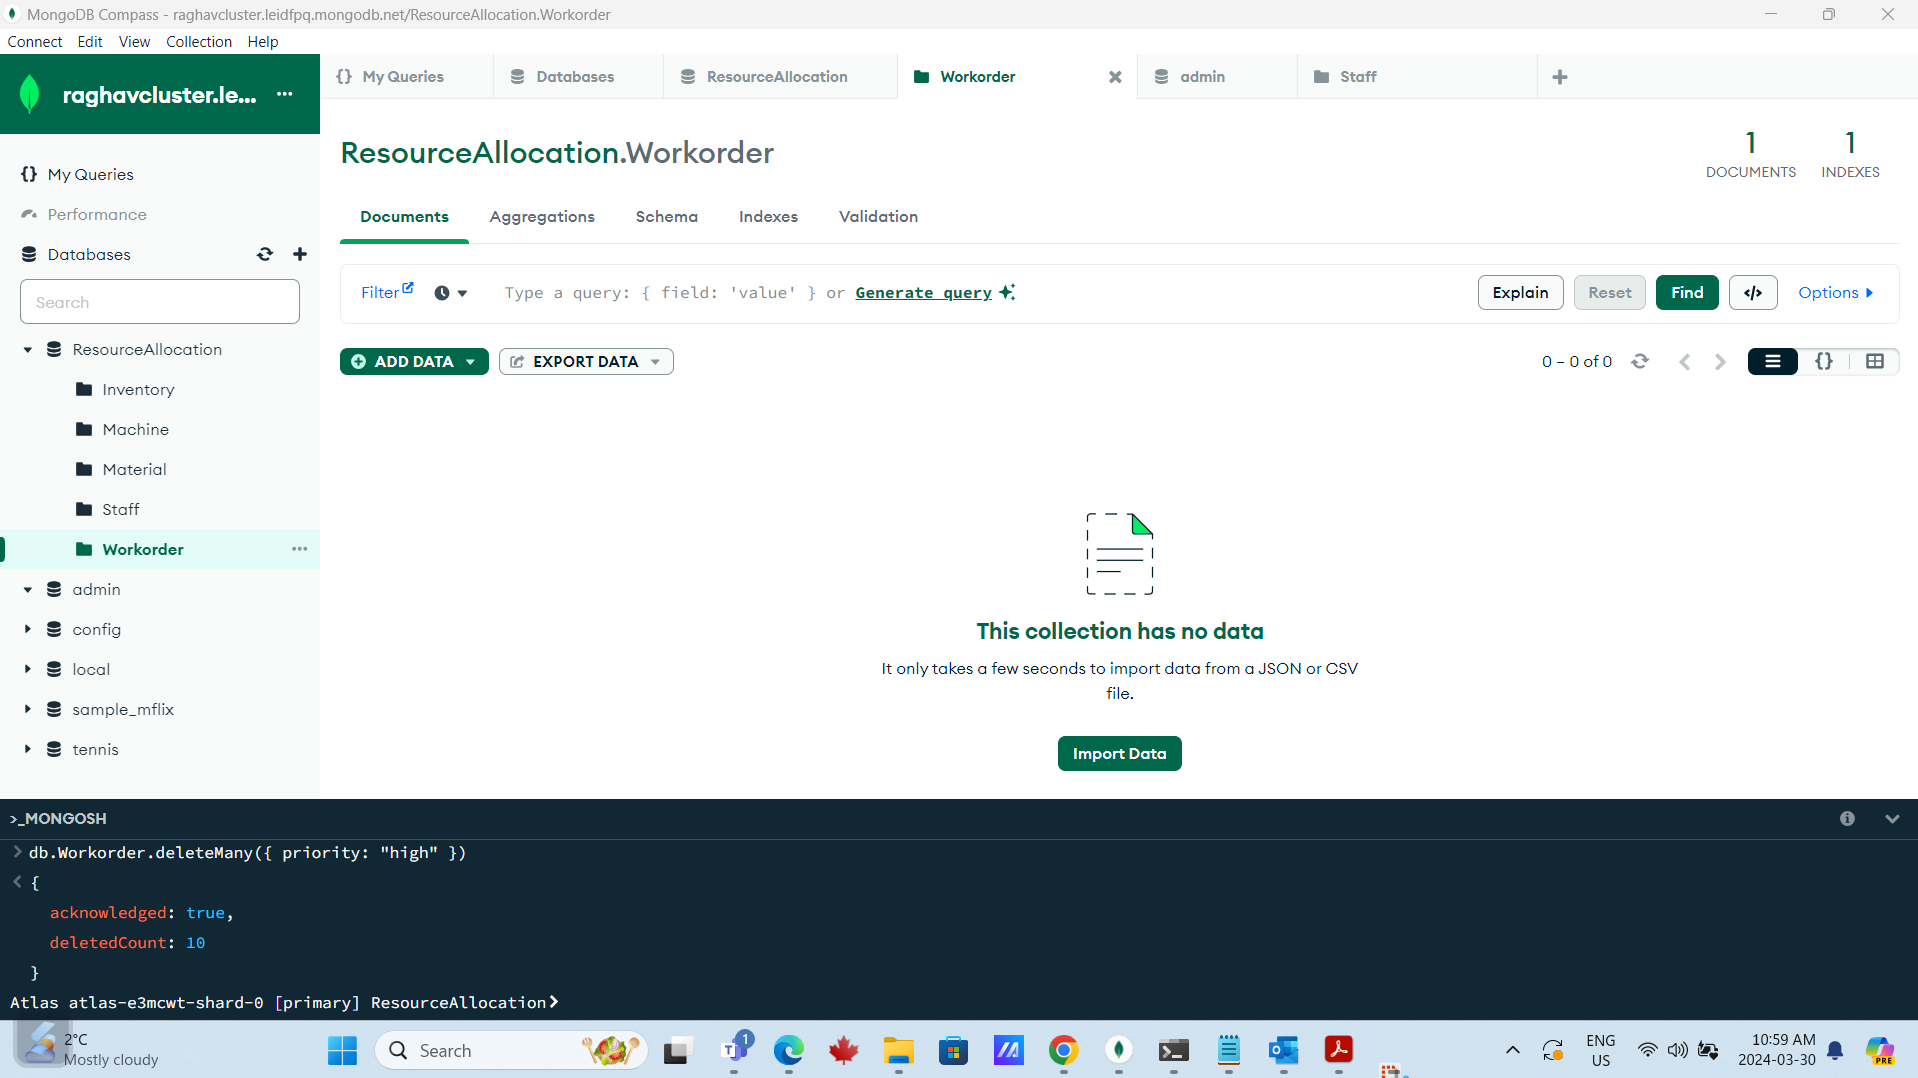 MongoDB Compass - raghavcluster.leidfpq.mongodb.net/ResourceAllocation.Workorder
Connect Edit View Collection Help
raghavcluster.le...
My Queries
Databases
ResourceAllocation
Workorder
admin
Staff
ResourceAllocation.Workorder
1
DOCUMENTS
1
INDEXES
My Queries
Performance
Databases
Search
ResourceAllocation
Inventory
Machine
Material
Staff
Workorder
admin
config
local
sample_mflix
tennis
Documents Aggregations Schema Indexes Validation
Filter Type a query: { field: 'value' } or Generate query
Explain Reset Find </> Options
ADD DATA EXPORT DATA
0 – 0 of 0
{}
This collection has no data
It only takes a few seconds to import data from a JSON or CSV
file.
Import Data
>_MONGOSH
> db.Workorder.deleteMany({ priority: "high" })
< {
acknowledged: true,
deletedCount: 10
}
Atlas atlas-e3mcwt-shard-0 [primary] ResourceAllocation>
2°C
Mostly cloudy
Search
1
ENG
US
10:59 AM
2024-03-30
PRE